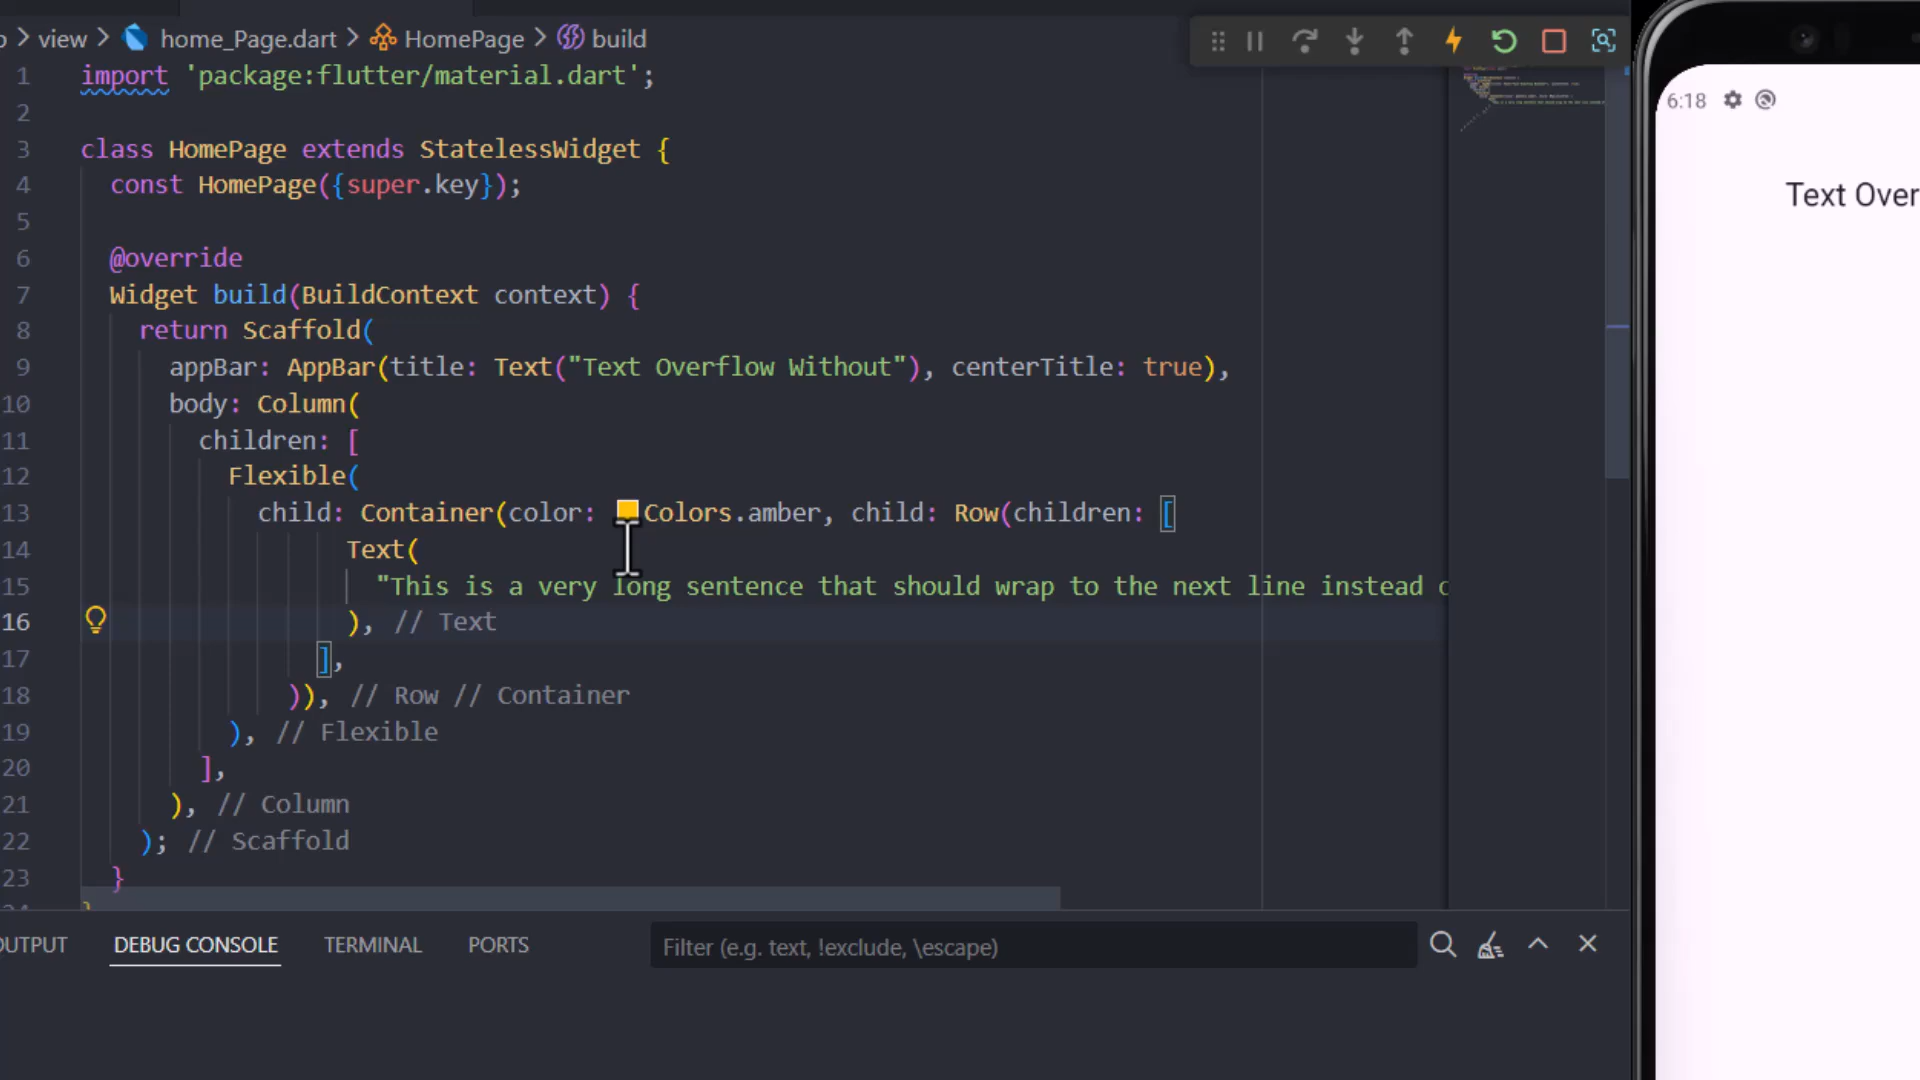 view > home_Page.dart > HomePage > build
1 import 'package:flutter/material.dart';
2
3 class HomePage extends StatelessWidget {
4 const HomePage({super.key});
5
6 @override
7 Widget build(BuildContext context) {
8 return Scaffold(
9 appBar: AppBar(title: Text("Text Overflow Without"), centerTitle: true),
10 body: Column(
11 children: [
12 Flexible(
13 child: Container(color: Colors.amber, child: Row(children: [
14 Text(
15 "This is a very long sentence that should wrap to the next line instead
16 ), // Text
17 ],
18 )), // Row // Container
19 ), // Flexible
20 ],
21 ), // Column
22 ); // Scaffold
23 }
OUTPUT DEBUG CONSOLE TERMINAL PORTS Filter (e.g. text, !exclude, \escape)
6:18
Text Over